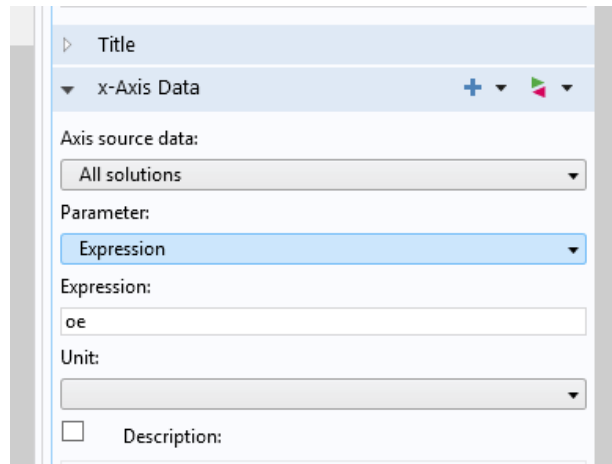 Title
x-Axis Data
Axis source data:
All solutions
Parameter:
Expression
Expression:
oe
Unit:
Description: